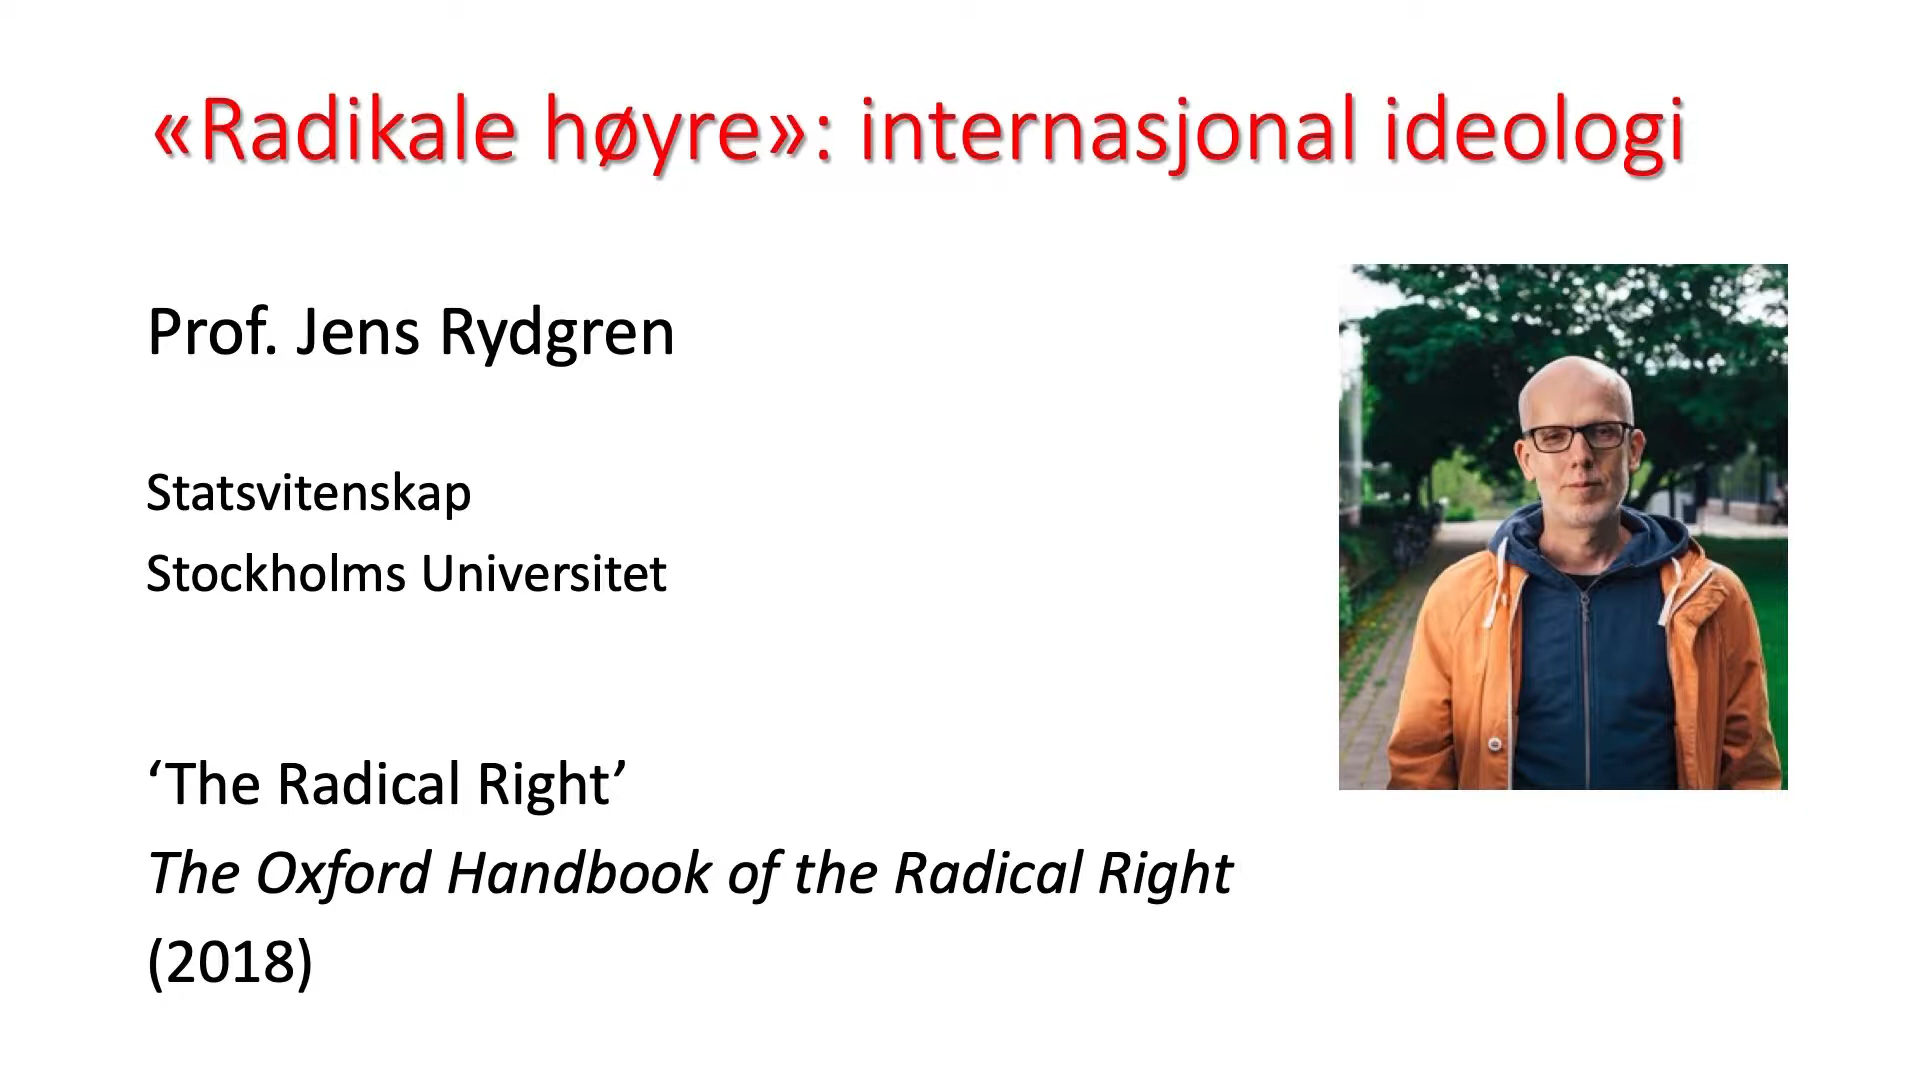 «Radikale høyre»: internasjonal ideologi
Prof. Jens Rydgren
Statsvitenskap
Stockholms Universitet
‘The Radical Right’
The Oxford Handbook of the Radical Right
(2018)